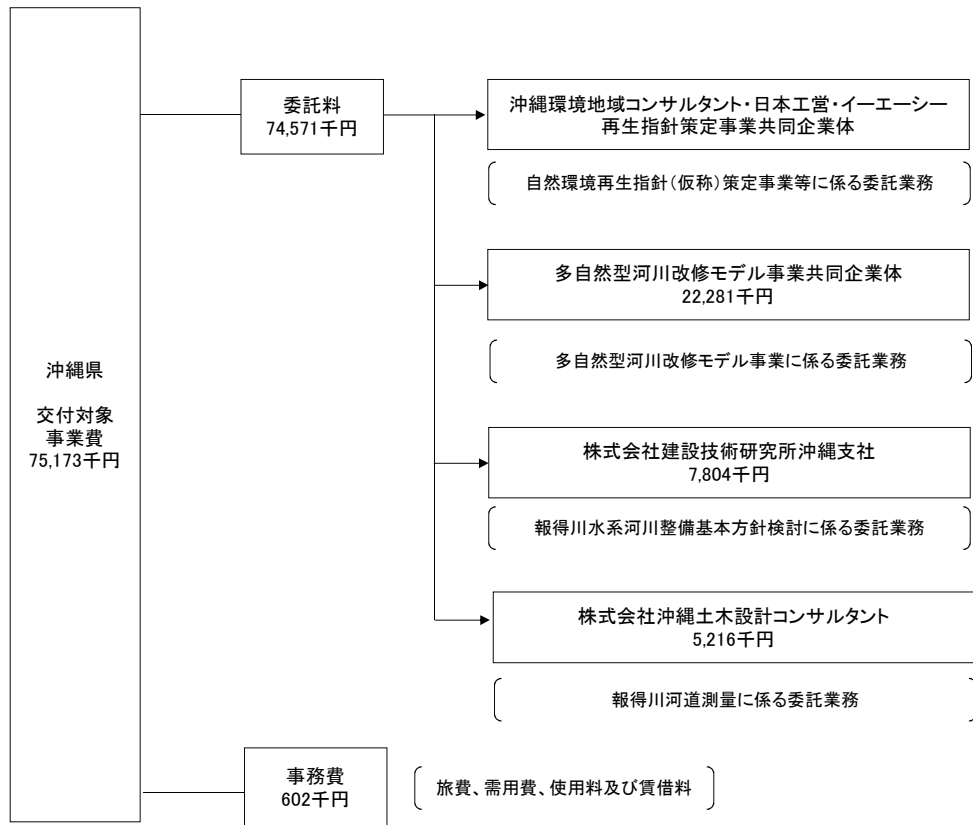 沖縄県
交付対象
事業費
75,173千円
委託料
74,571千円
沖縄環境地域コンサルタント・日本工営・イーエーシー
再生指針策定事業共同企業体
自然環境再生指針（仮称）策定事業等に係る委託業務
多自然型河川改修モデル事業共同企業体
22,281千円
多自然型河川改修モデル事業に係る委託業務
株式会社建設技術研究所沖縄支社
7,804千円
報得川水系河川整備基本方針検討に係る委託業務
株式会社沖縄土木設計コンサルタント
5,216千円
報得川河道測量に係る委託業務
事務費
602千円
旅費、需用費、使用料及び賃借料